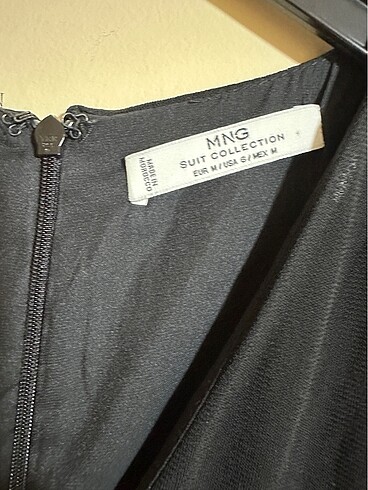 MNG
SUIT COLLECTION
EUR M / USA S / MEX M
MADE IN
MOROCCO